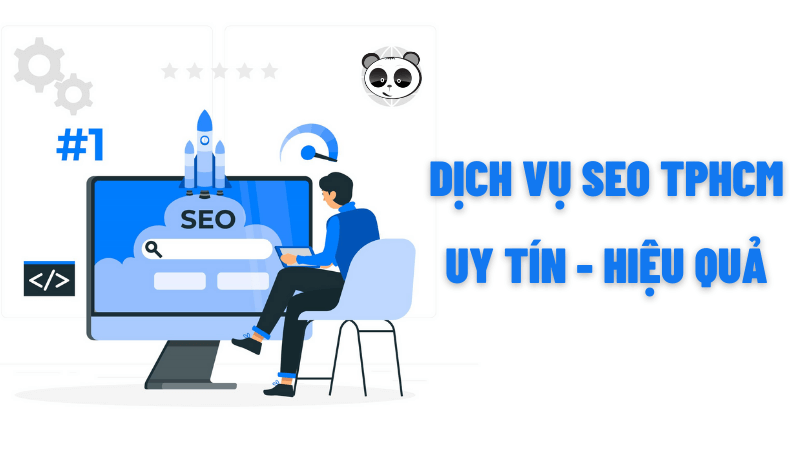 #1
SEO
</>
DỊCH VỤ SEO TPHCM
UY TÍN - HIỆU QUẢ